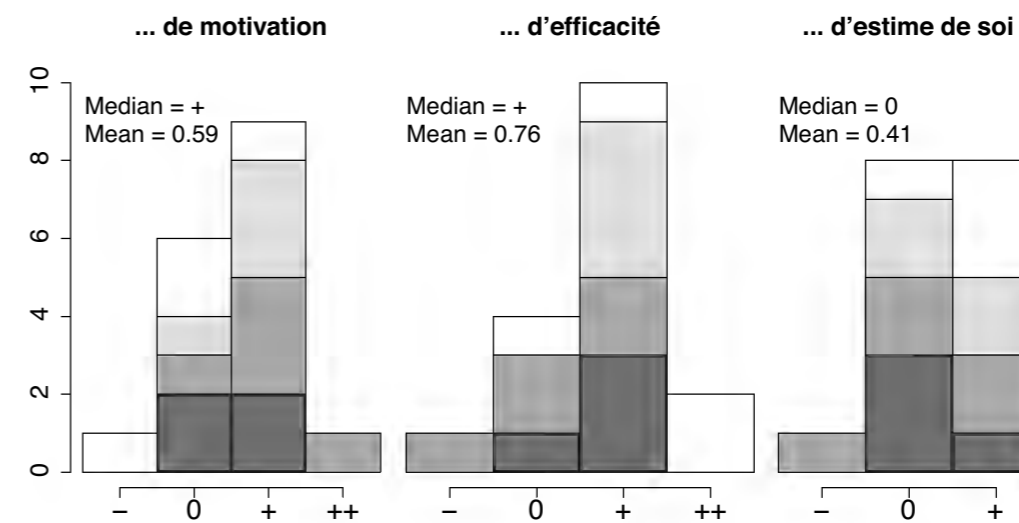 ... de motivation
... d'efficacité
... d'estime de soi
Median = +
Mean = 0.59
Median = +
Mean = 0.76
Median = 0
Mean = 0.41
10
8
6
4
2
0
– 0 + ++
– 0 + ++
– 0 +